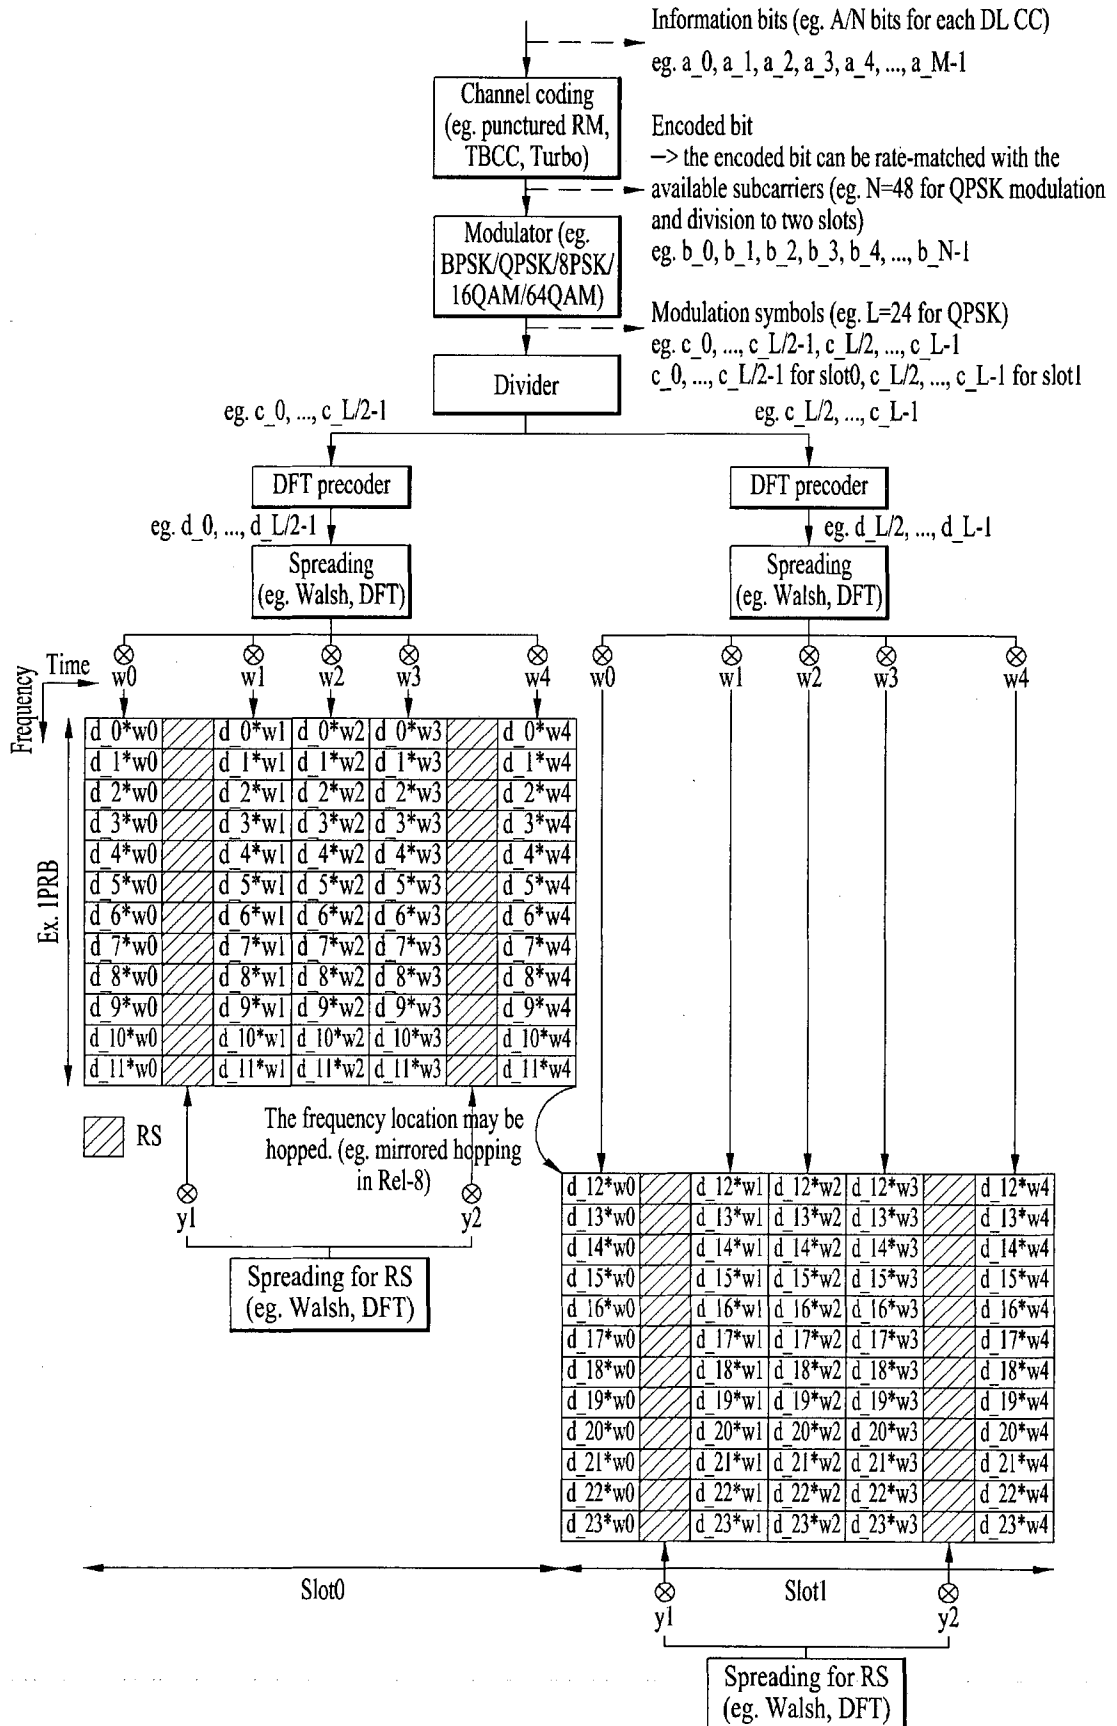 Information bits (eg. A/N bits for each DL CC)
eg. a_0, a_1, a_2, a_3, a_4, ..., a_M-1
Channel coding
(eg. punctured RM,
TBCC, Turbo)
Encoded bit
—> the encoded bit can be rate-matched with the
available subcarriers (eg. N=48 for QPSK modulation
and division to two slots)
eg. b_0, b_1, b_2, b_3, b_4, ..., b_N-1
Modulator (eg.
BPSK/QPSK/8PSK/
16QAM/64QAM)
Modulation symbols (eg. L=24 for QPSK)
eg. c_0, ..., c_L/2-1, c_L/2, ..., c_L-1
c_0, ..., c_L/2-1 for slot0, c_L/2, ..., c_L-1 for slot1
Divider
eg. c_0, ..., c_L/2-1
eg. c_L/2, ..., c_L-1
DFT precoder
DFT precoder
eg. d_0, ..., d_L/2-1
eg. d_L/2, ..., d_L-1
Spreading
(eg. Walsh, DFT)
Spreading
(eg. Walsh, DFT)
Time
Frequency
w0 w1 w2 w3 w4
w0 w1 w2 w3 w4
Ex. 1PRB
d_0*w0 d_0*w1 d_0*w2 d_0*w3 d_0*w4
d_1*w0 d_1*w1 d_1*w2 d_1*w3 d_1*w4
d_2*w0 d_2*w1 d_2*w2 d_2*w3 d_2*w4
d_3*w0 d_3*w1 d_3*w2 d_3*w3 d_3*w4
d_4*w0 d_4*w1 d_4*w2 d_4*w3 d_4*w4
d_5*w0 d_5*w1 d_5*w2 d_5*w3 d_5*w4
d_6*w0 d_6*w1 d_6*w2 d_6*w3 d_6*w4
d_7*w0 d_7*w1 d_7*w2 d_7*w3 d_7*w4
d_8*w0 d_8*w1 d_8*w2 d_8*w3 d_8*w4
d_9*w0 d_9*w1 d_9*w2 d_9*w3 d_9*w4
d_10*w0 d_10*w1 d_10*w2 d_10*w3 d_10*w4
d_11*w0 d_11*w1 d_11*w2 d_11*w3 d_11*w4
RS
The frequency location may be
hopped. (eg. mirrored hopping
in Rel-8)
y1 y2
Spreading for RS
(eg. Walsh, DFT)
d_12*w0 d_12*w1 d_12*w2 d_12*w3 d_12*w4
d_13*w0 d_13*w1 d_13*w2 d_13*w3 d_13*w4
d_14*w0 d_14*w1 d_14*w2 d_14*w3 d_14*w4
d_15*w0 d_15*w1 d_15*w2 d_15*w3 d_15*w4
d_16*w0 d_16*w1 d_16*w2 d_16*w3 d_16*w4
d_17*w0 d_17*w1 d_17*w2 d_17*w3 d_17*w4
d_18*w0 d_18*w1 d_18*w2 d_18*w3 d_18*w4
d_19*w0 d_19*w1 d_19*w2 d_19*w3 d_19*w4
d_20*w0 d_20*w1 d_20*w2 d_20*w3 d_20*w4
d_21*w0 d_21*w1 d_21*w2 d_21*w3 d_21*w4
d_22*w0 d_22*w1 d_22*w2 d_22*w3 d_22*w4
d_23*w0 d_23*w1 d_23*w2 d_23*w3 d_23*w4
Slot0
Slot1
y1 y2
Spreading for RS
(eg. Walsh, DFT)